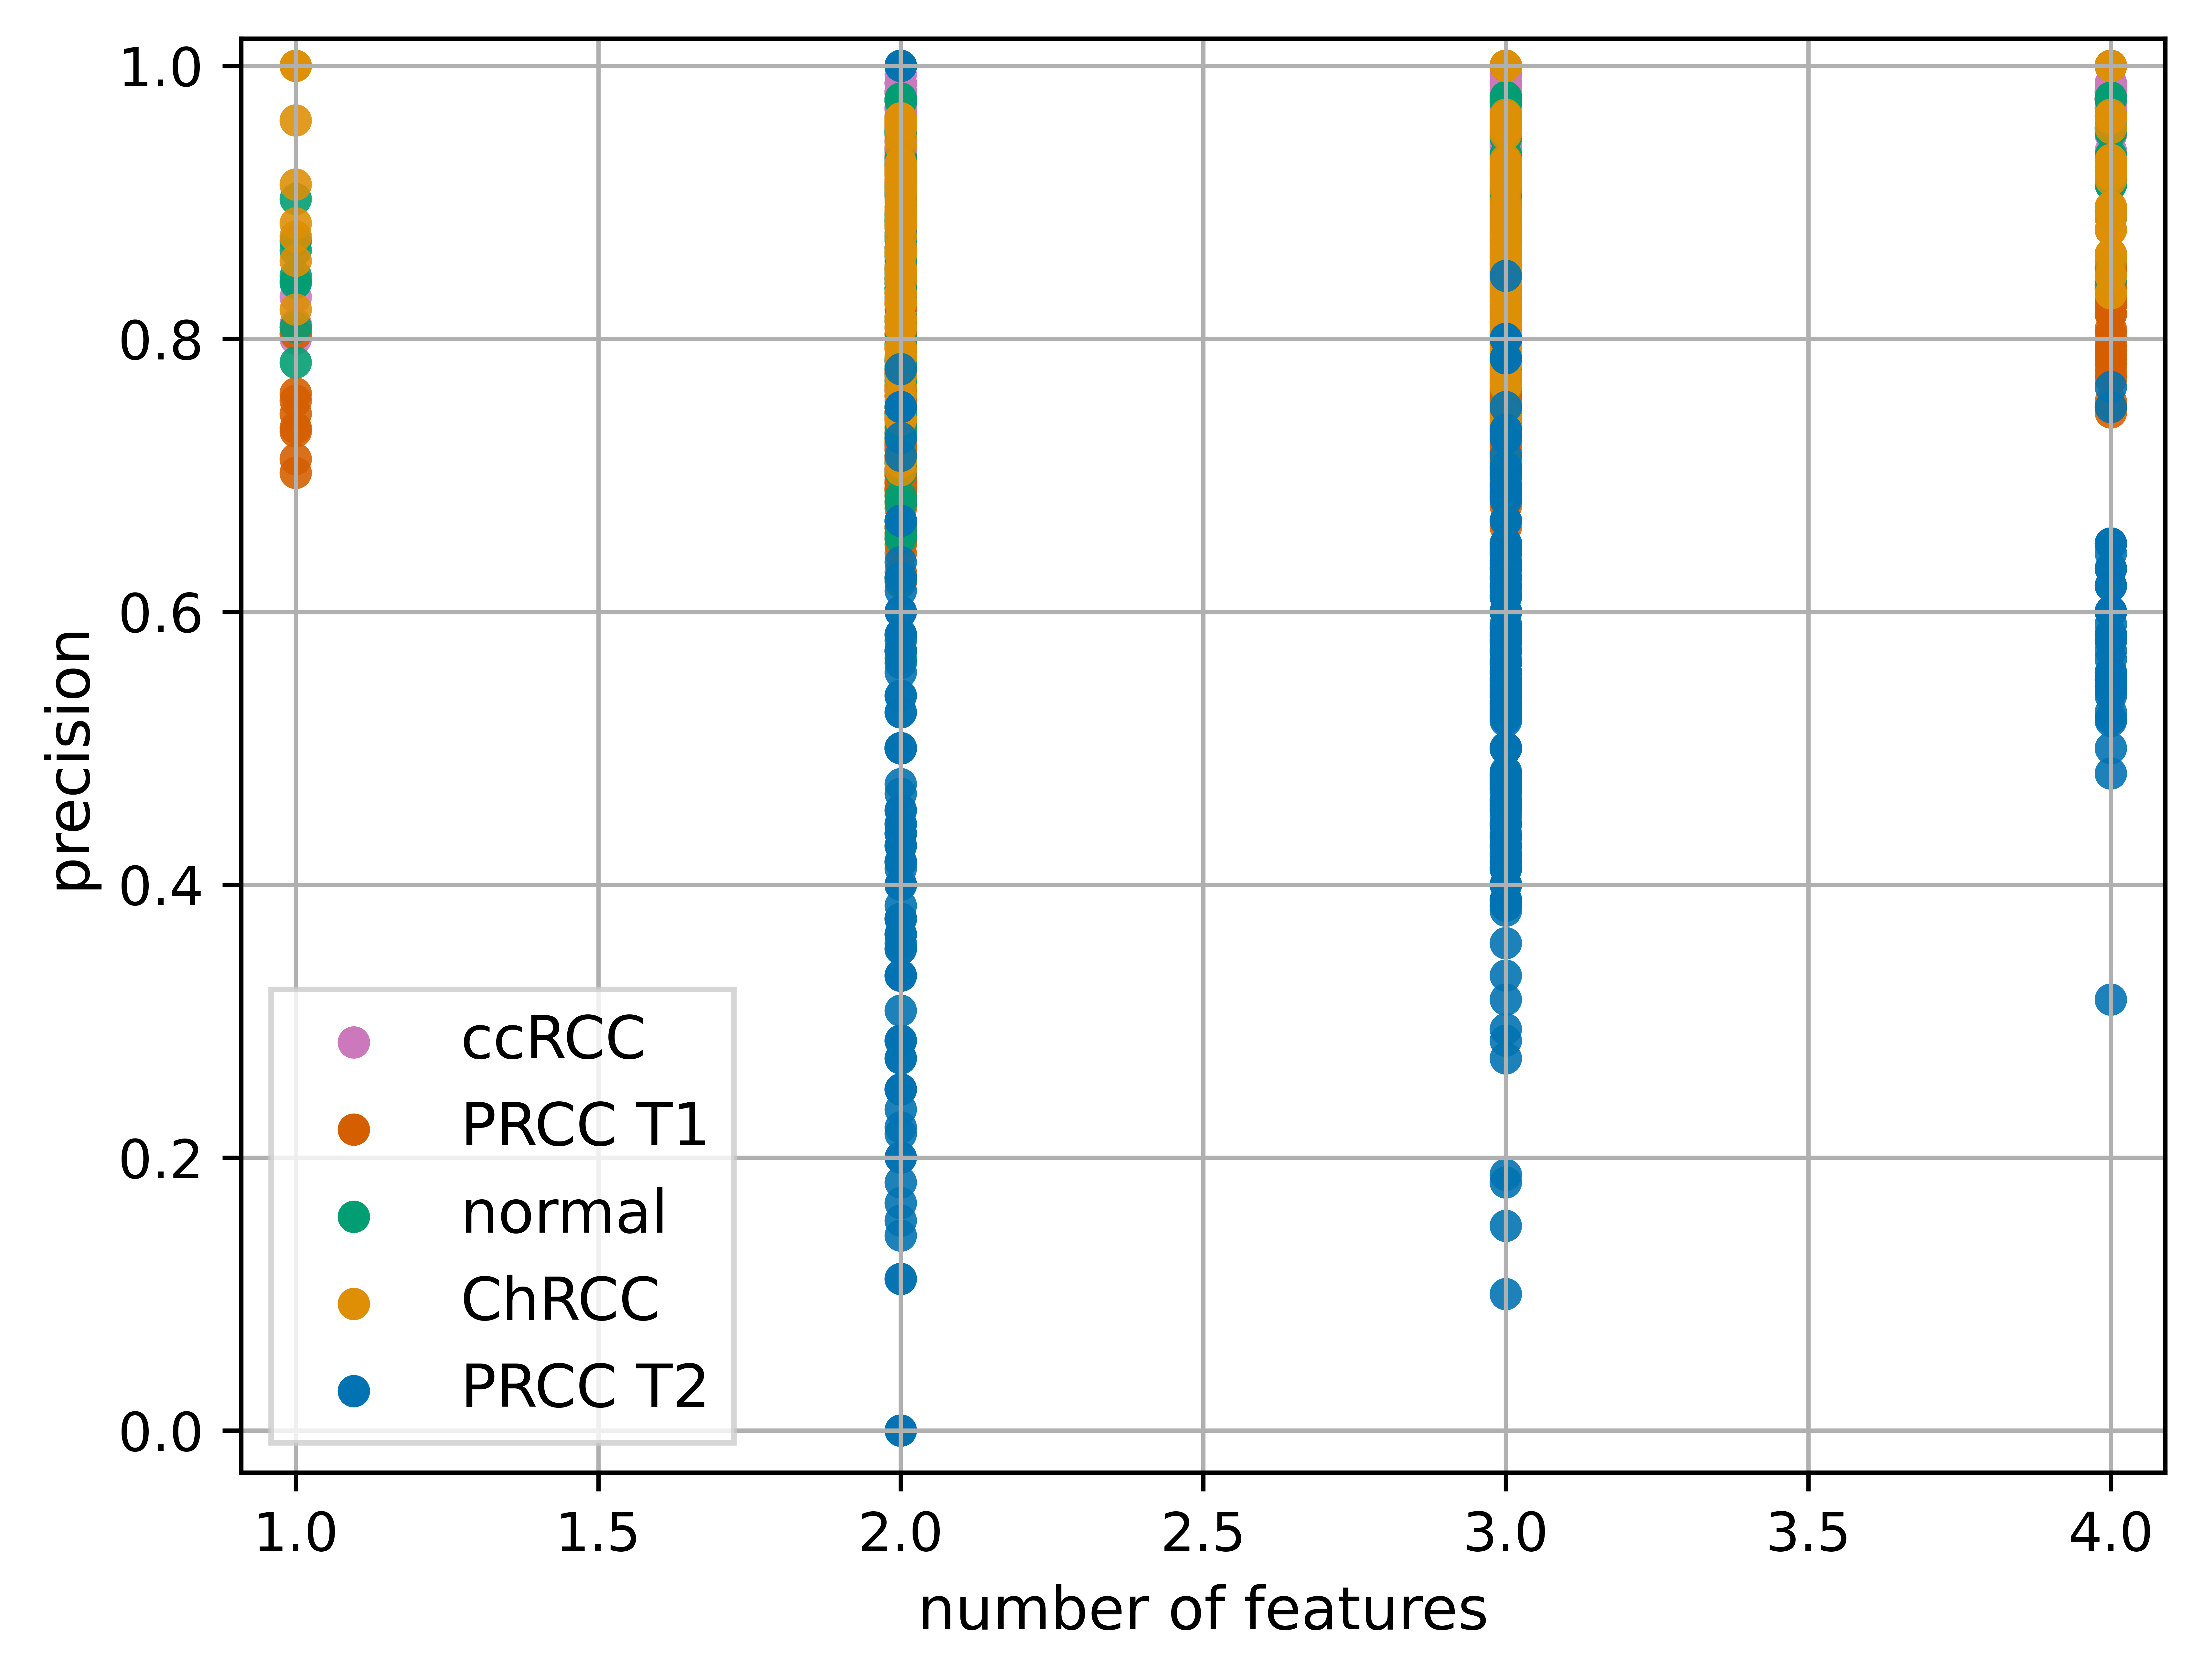 1.0
0.8
0.6
0.4
0.2
0.0
precision
ccRCC
PRCC T1
normal
ChRCC
PRCC T2
1.0 1.5 2.0 2.5 3.0 3.5 4.0
number of features